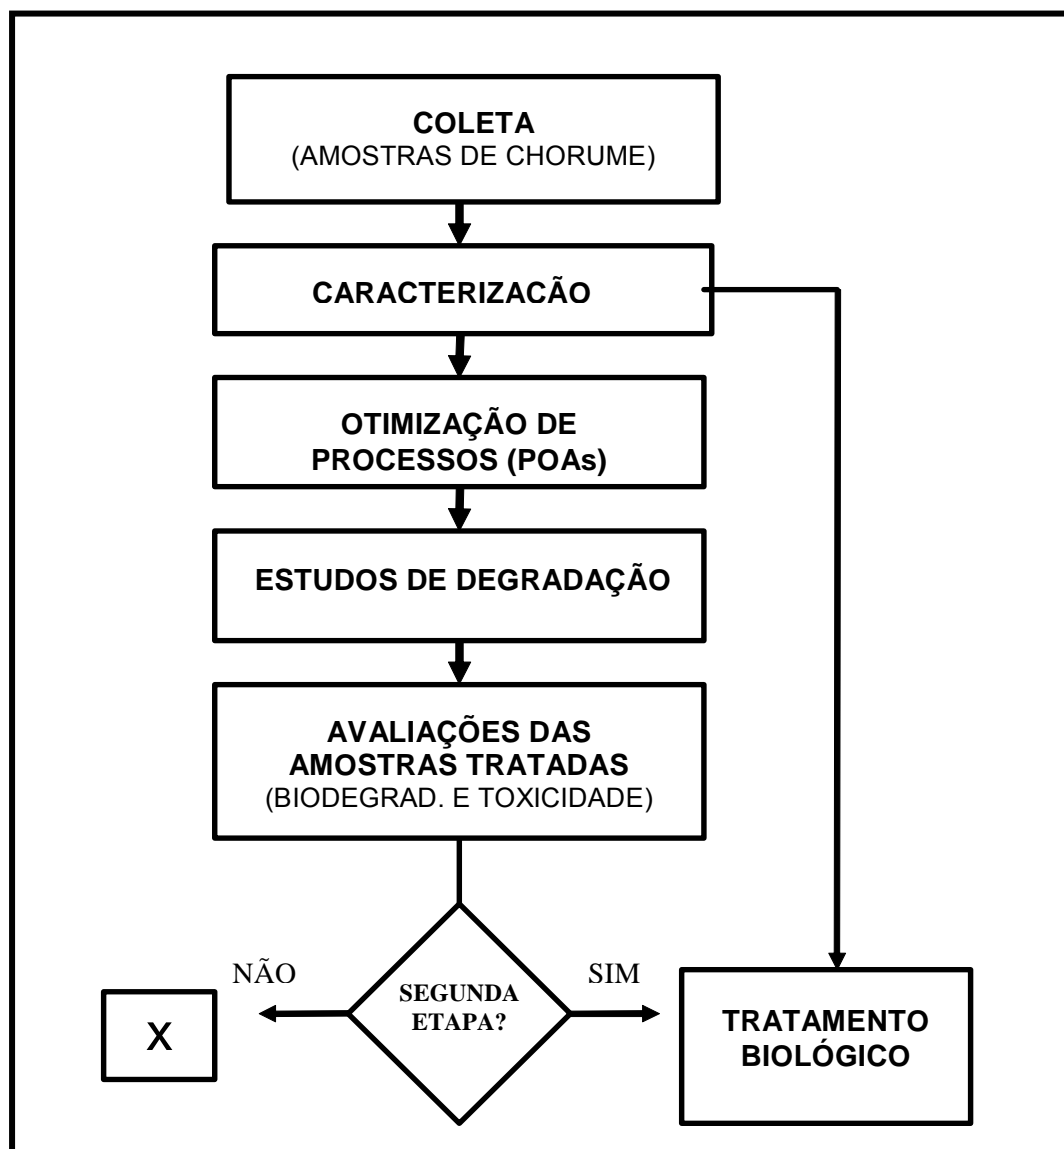 COLETA
(AMOSTRAS DE CHORUME)
CARACTERIZACÃO
OTIMIZAÇÃO DE
PROCESSOS (POAs)
ESTUDOS DE DEGRADAÇÃO
AVALIAÇÕES DAS
AMOSTRAS TRATADAS
(BIODEGRAD. E TOXICIDADE)
NÃO
SIM
SEGUNDA
ETAPA?
X
TRATAMENTO
BIOLÓGICO